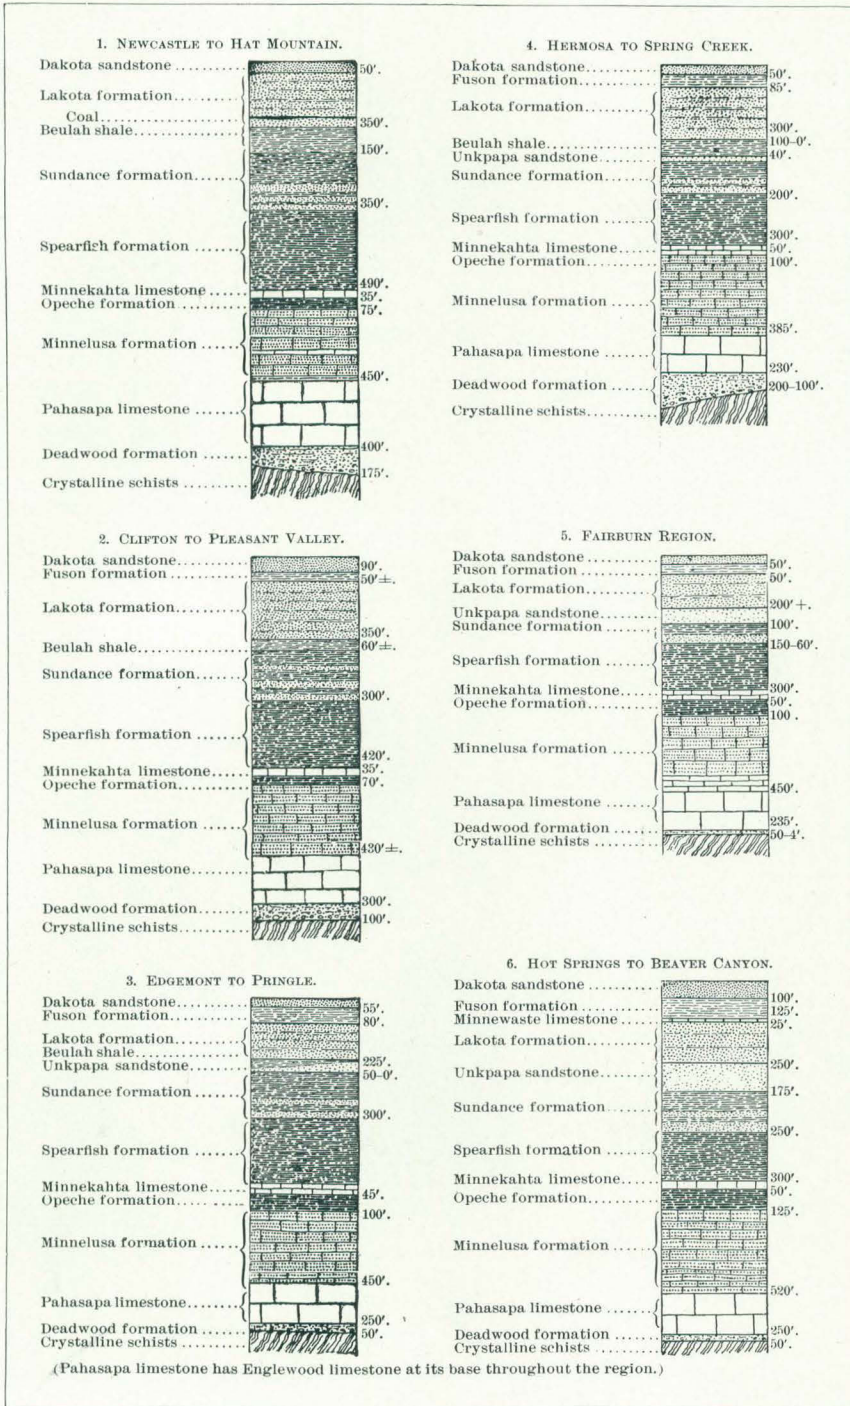 1. NEWCASTLE TO HAT MOUNTAIN.
Dakota sandstone
50'.
Lakota formation
Coal
350'.
Beulah shale
150'.
Sundance formation
350'.
Spearfish formation
490'.
Minnekahta limestone
35'.
Opeche formation
75'.
Minnelusa formation
450'.
Pahasapa limestone
400'.
Deadwood formation
175'.
Crystalline schists
2. CLIFTON TO PLEASANT VALLEY.
Dakota sandstone
90'.
Fuson formation
50'±.
Lakota formation
350'.
Beulah shale
60'±.
Sundance formation
300'.
Spearfish formation
420'.
Minnekahta limestone
35'.
Opeche formation
70'.
Minnelusa formation
430'±.
Pahasapa limestone
300'.
Deadwood formation
100'.
Crystalline schists
3. EDGEMONT TO PRINGLE.
Dakota sandstone
55'.
Fuson formation
80'.
Lakota formation
Beulah shale
225'.
Unkpapa sandstone
50-0'.
Sundance formation
300'.
Spearfish formation
Minnekahta limestone
45'.
Opeche formation
100'.
Minnelusa formation
450'.
Pahasapa limestone
250'.
Deadwood formation
50'.
Crystalline schists
4. HERMOSA TO SPRING CREEK.
Dakota sandstone
50'.
Fuson formation
85'.
Lakota formation
300'.
Beulah shale
100-0'.
Unkpapa sandstone
40'.
Sundance formation
200'.
Spearfish formation
300'.
Minnekahta limestone
50'.
Opeche formation
100'.
Minnelusa formation
385'.
Pahasapa limestone
230'.
Deadwood formation
200-100'.
Crystalline schists
5. FAIRBURN REGION.
Dakota sandstone
50'.
Fuson formation
50'.
Lakota formation
200'+.
Unkpapa sandstone
100'.
Sundance formation
150-60'.
Spearfish formation
300'.
Minnekahta limestone
50'.
Opeche formation
100 .
Minnelusa formation
450'.
Pahasapa limestone
235'.
Deadwood formation
50-4'.
Crystalline schists
6. HOT SPRINGS TO BEAVER CANYON.
Dakota sandstone
100'.
Fuson formation
125'.
Minnewaste limestone
25'.
Lakota formation
250'.
Unkpapa sandstone
175'.
Sundance formation
250'.
Spearfish formation
300'.
Minnekahta limestone
50'.
Opeche formation
125'.
Minnelusa formation
520'.
Pahasapa limestone
250'.
Deadwood formation
50'.
Crystalline schists
(Pahasapa limestone has Englewood limestone at its base throughout the region.)